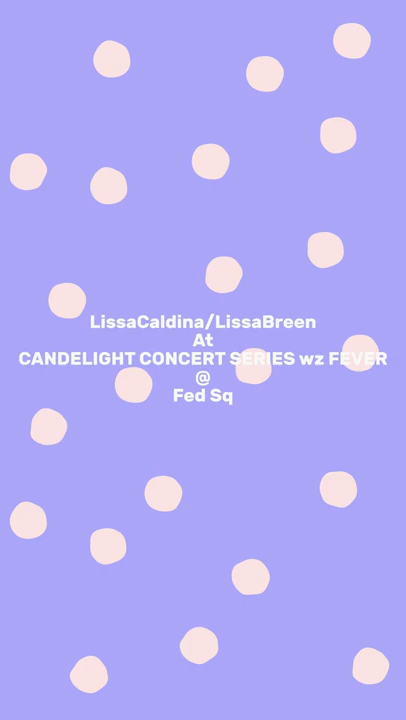 LissaCaldina/LissaBreen
At
CANDELIGHT CONCERT SERIES wz FEVER
@
Fed Sq